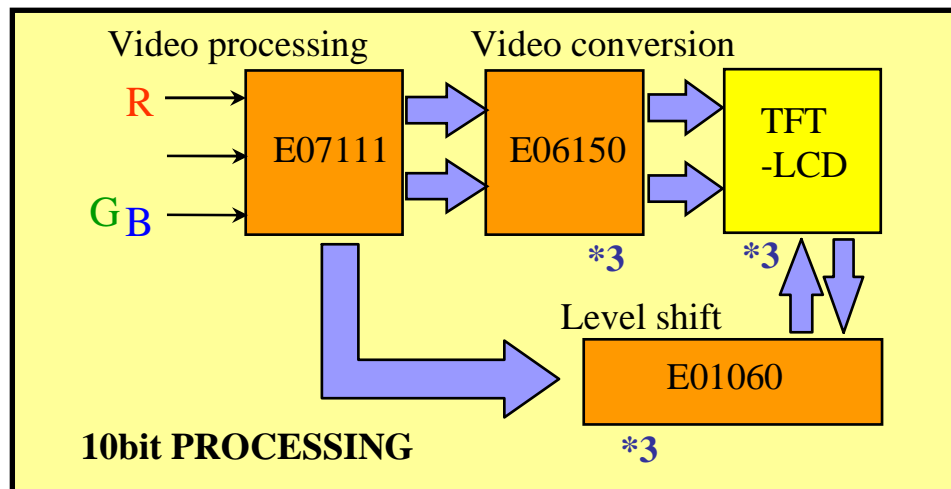 Video processing
Video conversion
R
E07111
E06150
TFT
-LCD
G B
*3
*3
Level shift
E01060
10bit PROCESSING
*3